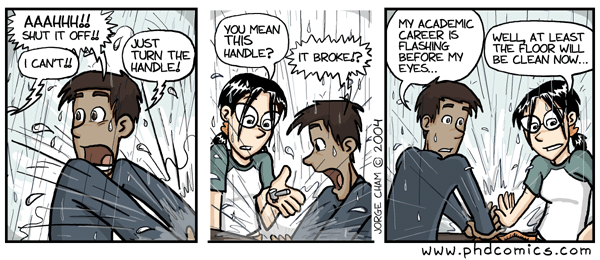 AAAHHH!!
SHUT IT OFF!!
I CAN'T!!
JUST
TURN THE
HANDLE!
YOU MEAN
THIS
HANDLE?
IT BROKE!?
JORGE CHAM © 2004
MY ACADEMIC
CAREER IS
FLASHING
BEFORE MY
EYES...
WELL, AT LEAST
THE FLOOR WILL
BE CLEAN NOW...
www.phdcomics.com